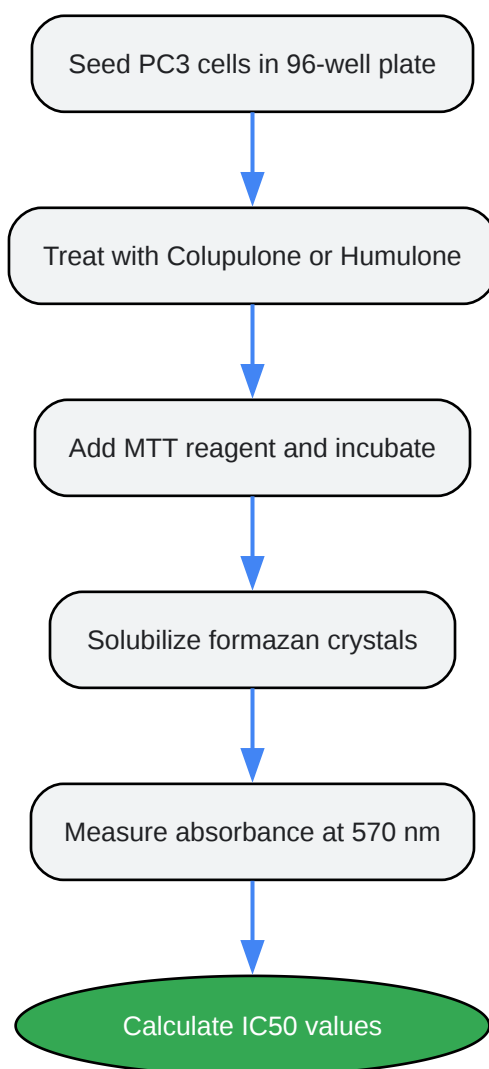 Seed PC3 cells in 96-well plate
Treat with Colupulone or Humulone
Add MTT reagent and incubate
Solubilize formazan crystals
Measure absorbance at 570 nm
Calculate IC50 values